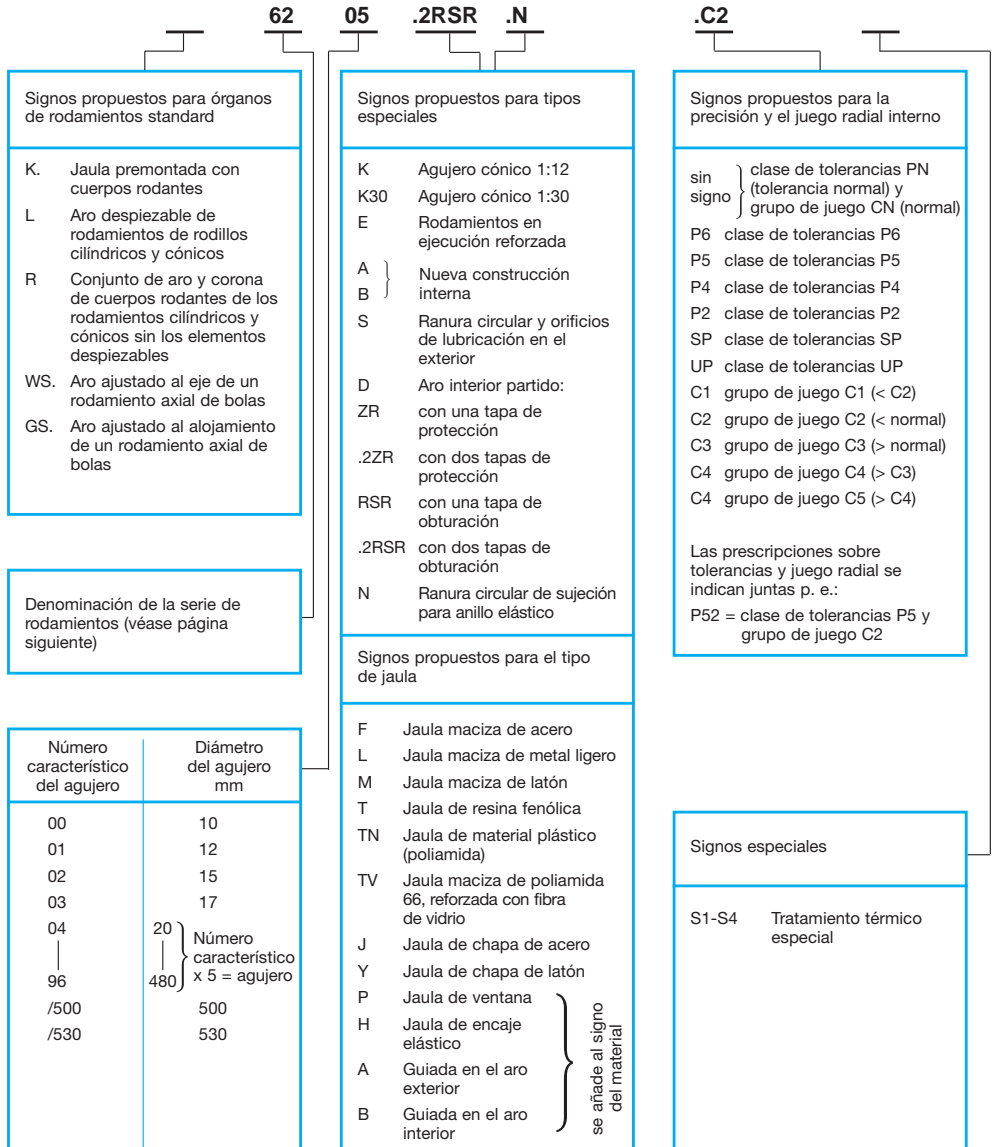 62 05 .2RSR .N .C2
Signos propuestos para órganos
de rodamientos standard
K. Jaula premontada con
cuerpos rodantes
L Aro despiezable de
rodamientos de rodillos
cilíndricos y cónicos
R Conjunto de aro y corona
de cuerpos rodantes de los
rodamientos cilíndricos y
cónicos sin los elementos
despiezables
WS. Aro ajustado al eje de un
rodamiento axial de bolas
GS. Aro ajustado al alojamiento
de un rodamiento axial de
bolas
Denominación de la serie de
rodamientos (véase página
siguiente)
Número
característico
del agujero
Diámetro
del agujero
mm
00 10
01 12
02 15
03 17
04 20
96 480
Número
característico
x 5 = agujero
/500 500
/530 530
Signos propuestos para tipos
especiales
K Agujero cónico 1:12
K30 Agujero cónico 1:30
E Rodamientos en
ejecución reforzada
A
B
Nueva construcción
interna
S Ranura circular y orificios
de lubricación en el
exterior
D Aro interior partido:
ZR con una tapa de
protección
.2ZR con dos tapas de
protección
RSR con una tapa de
obturación
.2RSR con dos tapas de
obturación
N Ranura circular de sujeción
para anillo elástico
Signos propuestos para el tipo
de jaula
F Jaula maciza de acero
L Jaula maciza de metal ligero
M Jaula maciza de latón
T Jaula de resina fenólica
TN Jaula de material plástico
(poliamida)
TV Jaula maciza de poliamida
66, reforzada con fibra
de vidrio
J Jaula de chapa de acero
Y Jaula de chapa de latón
P Jaula de ventana
H Jaula de encaje
elástico
A Guiada en el aro
exterior
B Guiada en el aro
interior
se añade al signo
del material
Signos propuestos para la
precisión y el juego radial interno
sin
signo
clase de tolerancias PN
(tolerancia normal) y
grupo de juego CN (normal)
P6 clase de tolerancias P6
P5 clase de tolerancias P5
P4 clase de tolerancias P4
P2 clase de tolerancias P2
SP clase de tolerancias SP
UP clase de tolerancias UP
C1 grupo de juego C1 (< C2)
C2 grupo de juego C2 (< normal)
C3 grupo de juego C3 (> normal)
C4 grupo de juego C4 (> C3)
C4 grupo de juego C5 (> C4)
Las prescripciones sobre
tolerancias y juego radial se
indican juntas p. e.:
P52 = clase de tolerancias P5 y
grupo de juego C2
Signos especiales
S1-S4 Tratamiento térmico
especial